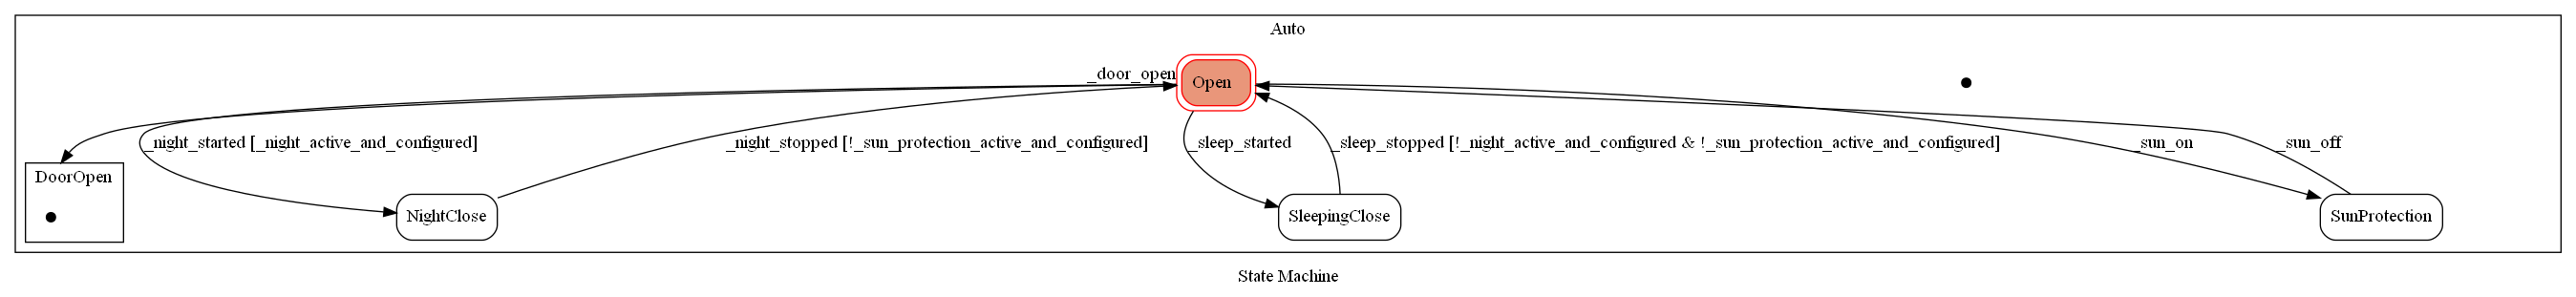 Auto
_door_open
Open
_night_started [_night_active_and_configured]
_night_stopped [!_sun_protection_active_and_configured]
_sleep_started
_sleep_stopped [!_night_active_and_configured & !_sun_protection_active_and_configured]
_sun_on
_sun_off
DoorOpen
NightClose
SleepingClose
SunProtection
State Machine